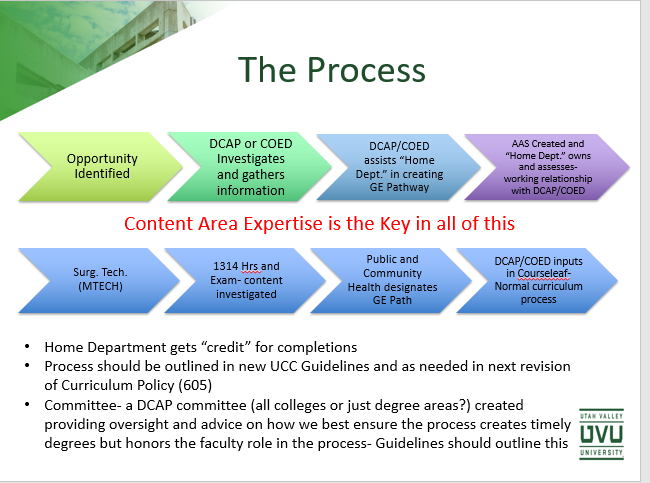 The Process
Opportunity
Identified
DCAP or COED
Investigates
and gathers
information
DCAP/COED
assists “Home
Dept.” in creating
GE Pathway
AAS Created and
“Home Dept.” owns
and assesses-
working relationship
with DCAP/COED
Content Area Expertise is the Key in all of this
Surg. Tech.
(MTECH)
1314 Hrs and
Exam- content
investigated
Public and
Community
Health designates
GE Path
DCAP/COED inputs
in Courseleaf-
Normal curriculum
process
• Home Department gets “credit” for completions
• Process should be outlined in new UCC Guidelines and as needed in next revision
of Curriculum Policy (605)
• Committee- a DCAP committee (all colleges or just degree areas?) created
providing oversight and advice on how we best ensure the process creates timely
degrees but honors the faculty role in the process- Guidelines should outline this
UTAH VALLEY
UVU
UNIVERSITY